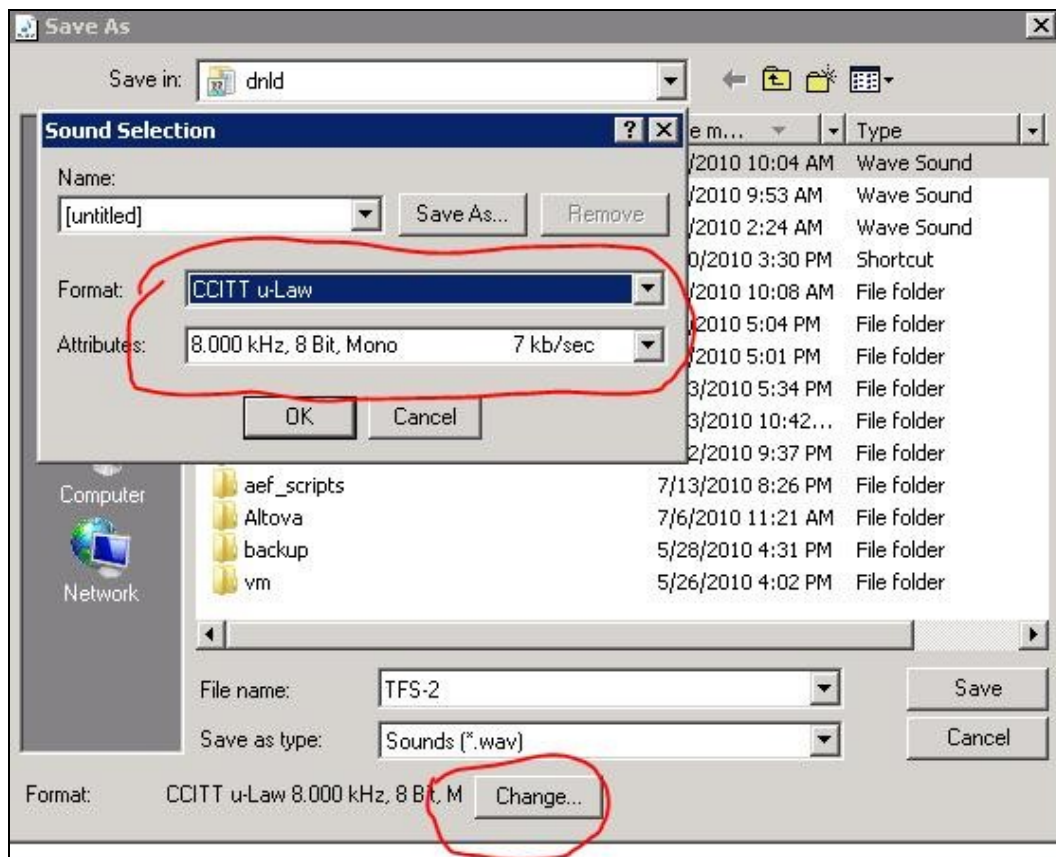 Save As
Save in: dnld
Sound Selection
Name:
[untitled] Save As... Remove
Format: CCITT u-Law
Attributes: 8.000 kHz, 8 Bit, Mono 7 kb/sec
OK Cancel
e m... Type
/2010 10:04 AM Wave Sound
/2010 9:53 AM Wave Sound
/2010 2:24 AM Wave Sound
0/2010 3:30 PM Shortcut
/2010 10:08 AM File folder
/2010 5:04 PM File folder
/2010 5:01 PM File folder
3/2010 5:34 PM File folder
3/2010 10:42... File folder
2/2010 9:37 PM File folder
Computer
Network
aef_scripts 7/13/2010 8:26 PM File folder
Altova 7/6/2010 11:21 AM File folder
backup 5/28/2010 4:31 PM File folder
vm 5/26/2010 4:02 PM File folder
File name: TFS-2 Save
Save as type: Sounds (*.wav) Cancel
Format: CCITT u-Law 8.000 kHz, 8 Bit, M Change...